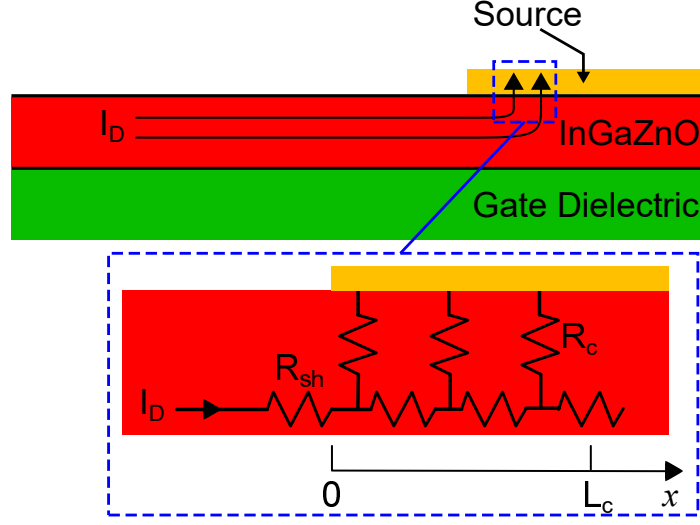 Source
I_D
InGaZnO
Gate Dielectric
R_c
R_sh
I_D
0
L_c
x